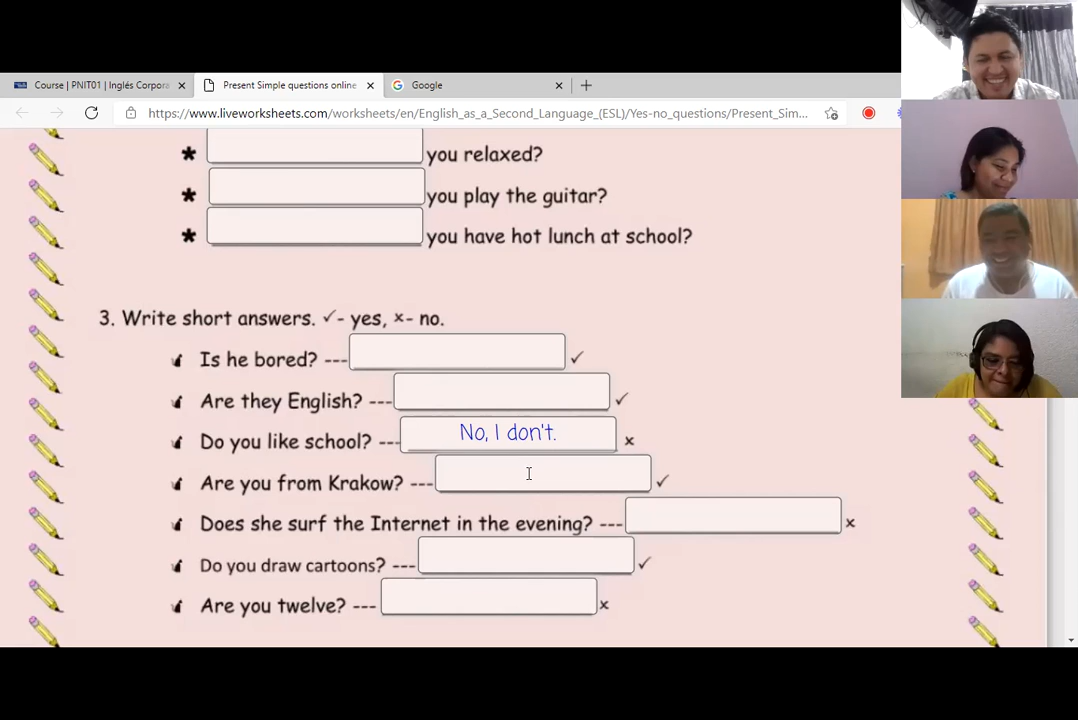 Course | PNIT01 | Inglés Corpora
Present Simple questions online
Google
https://www.liveworksheets.com/worksheets/en/English_as_a_Second_Language_(ESL)/Yes-no_questions/Present_Sim...
* you relaxed?
* you play the guitar?
* you have hot lunch at school?
3. Write short answers. ✓- yes, ×- no.
Is he bored? --- ✓
Are they English? --- ✓
Do you like school? --- No, I don't. ×
Are you from Krakow? --- ✓
Does she surf the Internet in the evening? --- ×
Do you draw cartoons? --- ✓
Are you twelve? --- ×